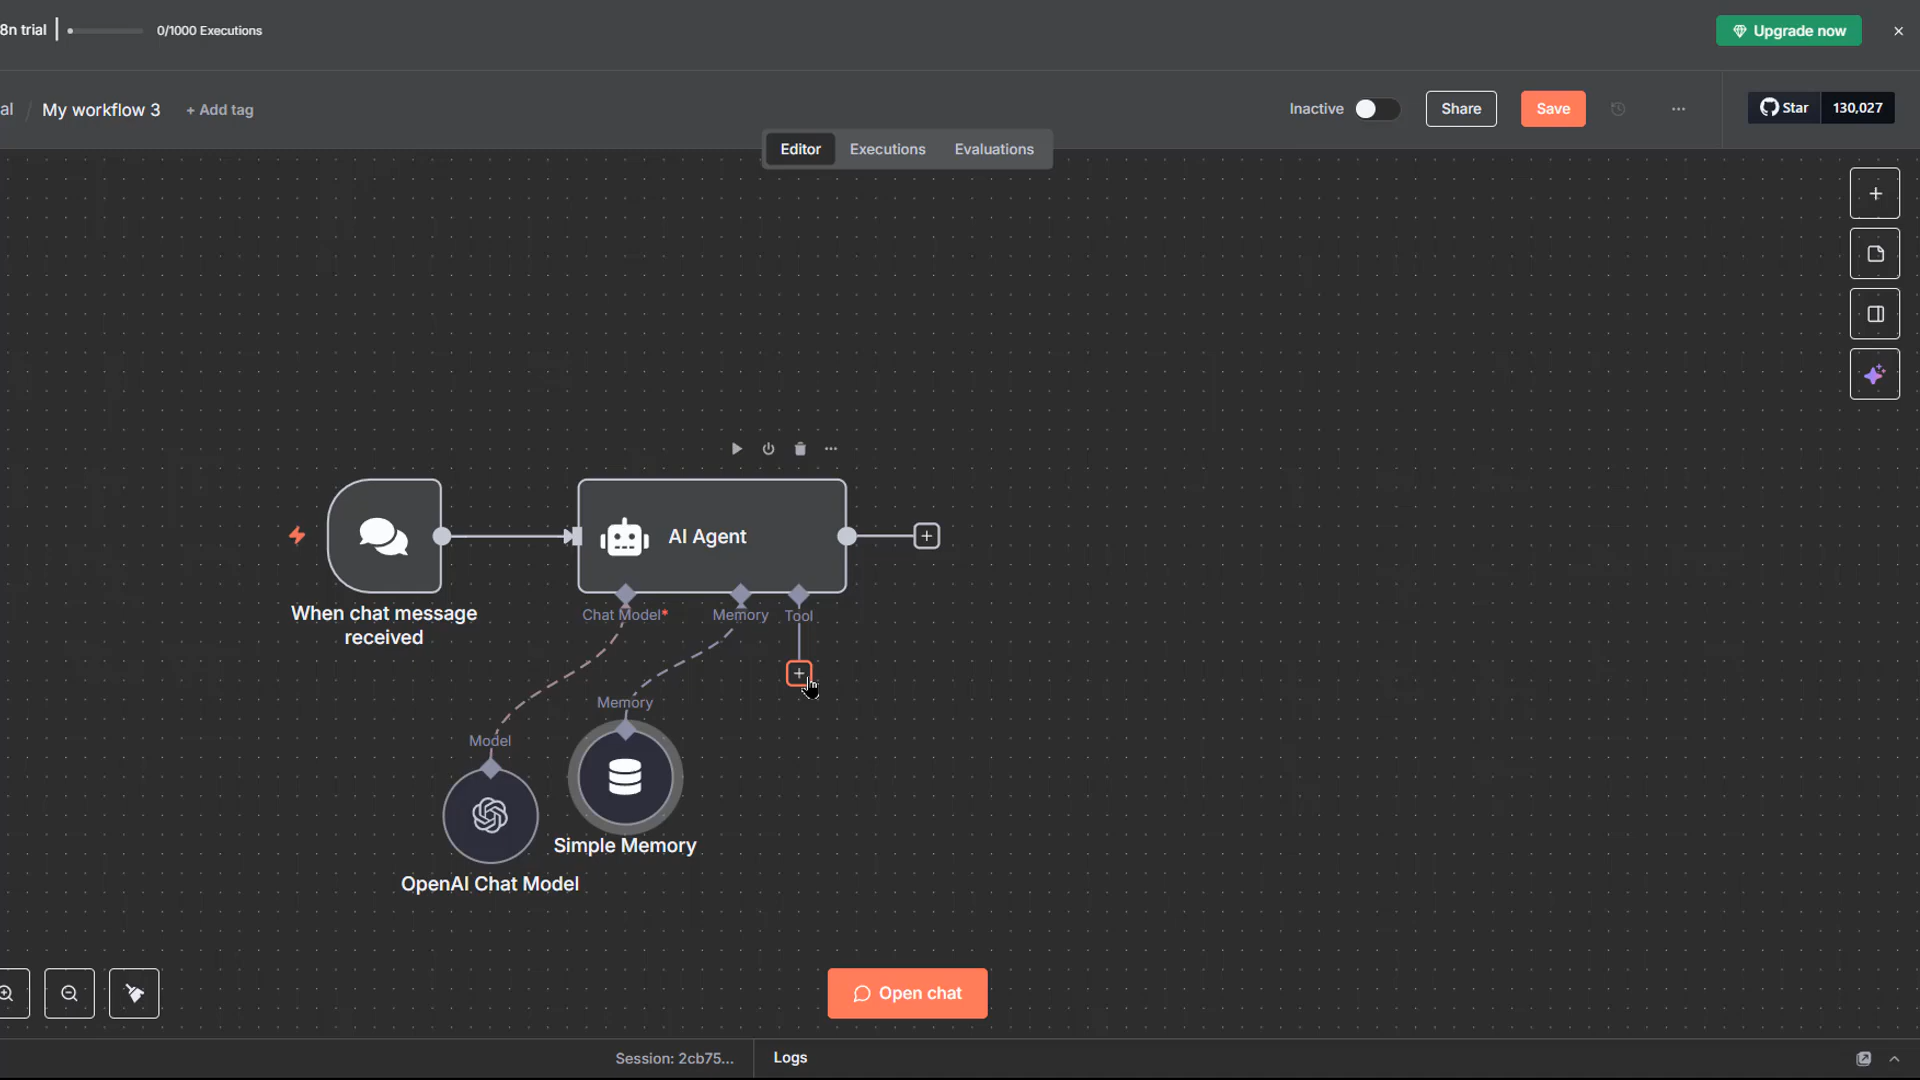 8n trial
0/1000 Executions
Upgrade now
al / My workflow 3
+ Add tag
Inactive
Share
Save
Star
130,027
Editor
Executions
Evaluations
AI Agent
When chat message
received
Chat Model*
Memory
Tool
Memory
Model
Simple Memory
OpenAI Chat Model
Open chat
Session: 2cb75...
Logs